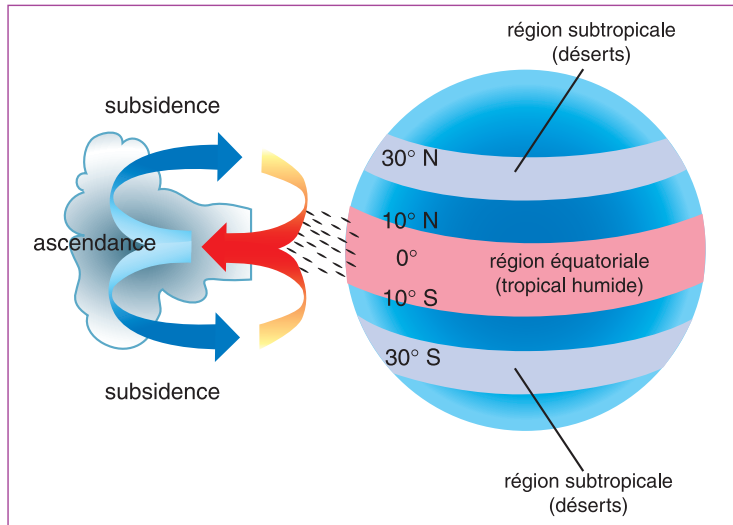 région subtropicale
(déserts)
subsidence
30° N
10° N
ascendance
0°
région équatoriale
(tropical humide)
10° S
30° S
subsidence
région subtropicale
(déserts)